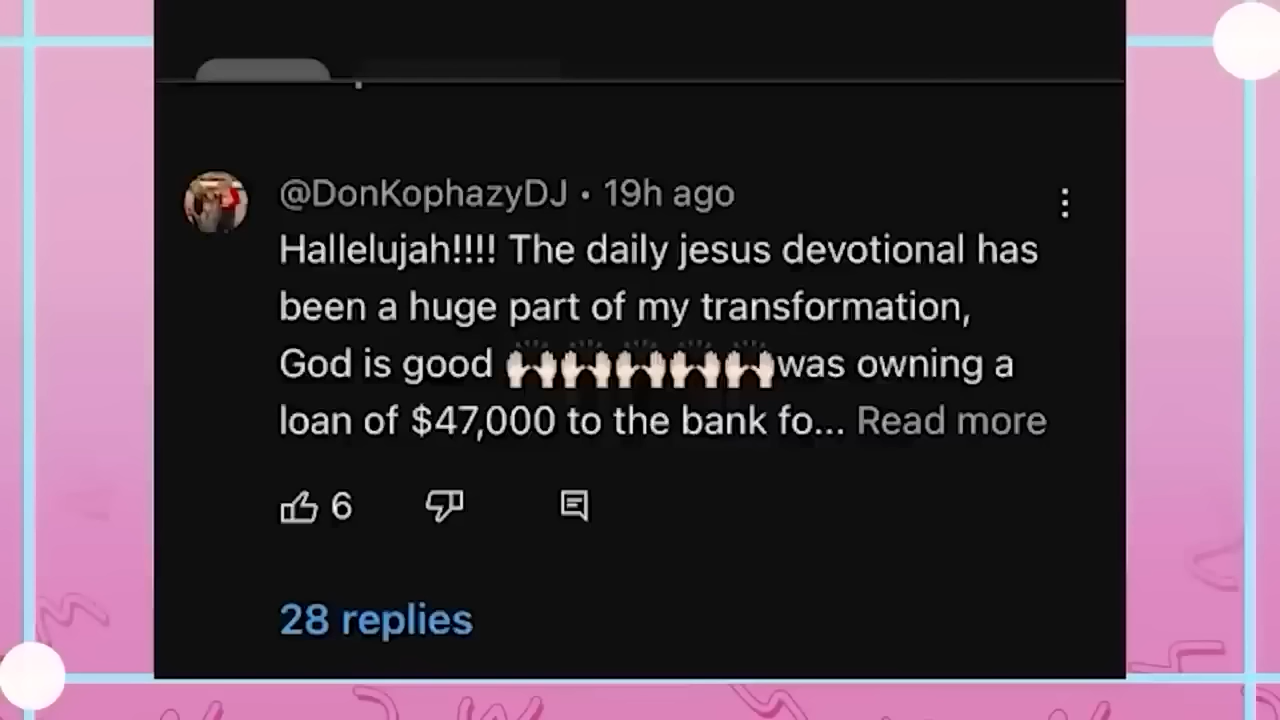 @DonKophazyDJ • 19h ago
Hallelujah!!!! The daily jesus devotional has
been a huge part of my transformation,
God is good 🙌🏻🙌🏻🙌🏻🙌🏻🙌🏻was owning a
loan of $47,000 to the bank fo... Read more
6
28 replies